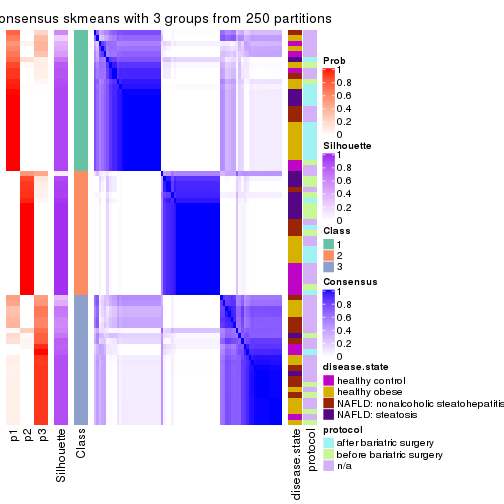 onsensus skmeans with 3 groups from 250 partitions
Prob
1
0.8
0.6
0.4
0.2
0
Silhouette
1
0.8
0.6
0.4
0.2
0
Class
1
2
3
Consensus
1
0.8
0.6
0.4
0.2
0
disease.state
healthy control
healthy obese
NAFLD: nonalcoholic steatohepatitis
NAFLD: steatosis
protocol
after bariatric surgery
before bariatric surgery
n/a
p1
p2
p3
Silhouette
Class
disease.state
protocol